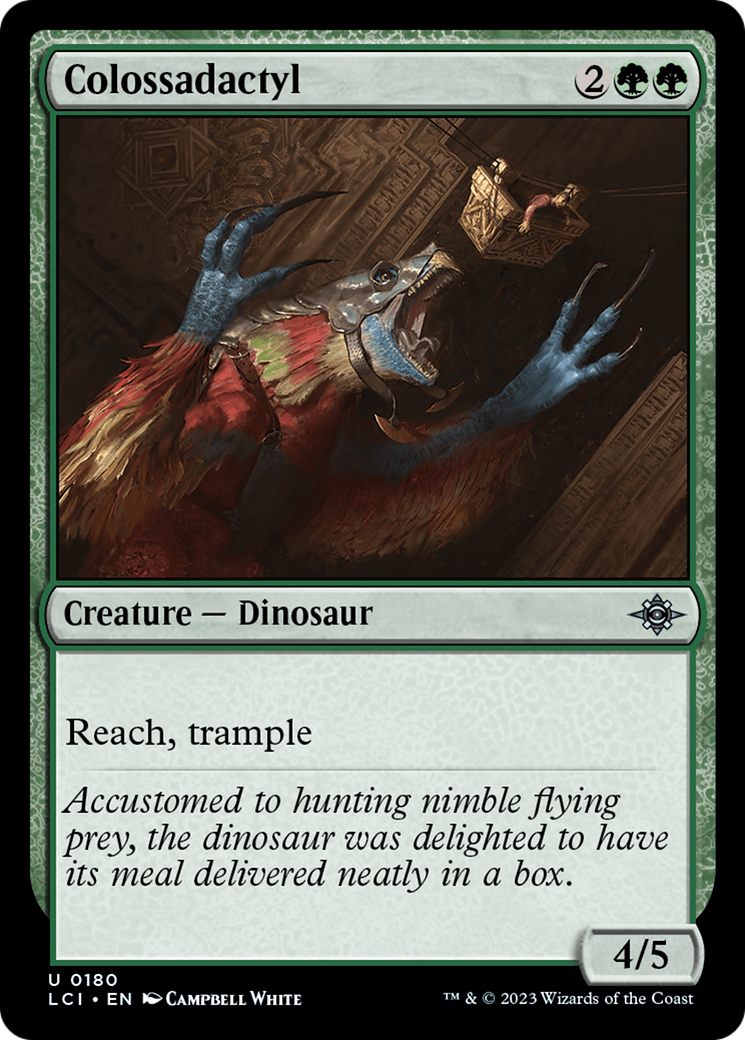 Colossadactyl 2
Creature — Dinosaur
Reach, trample
Accustomed to hunting nimble flying
prey, the dinosaur was delighted to have
its meal delivered neatly in a box.
4/5
U 0180
LCI • EN Campbell White ™ & © 2023 Wizards of the Coast